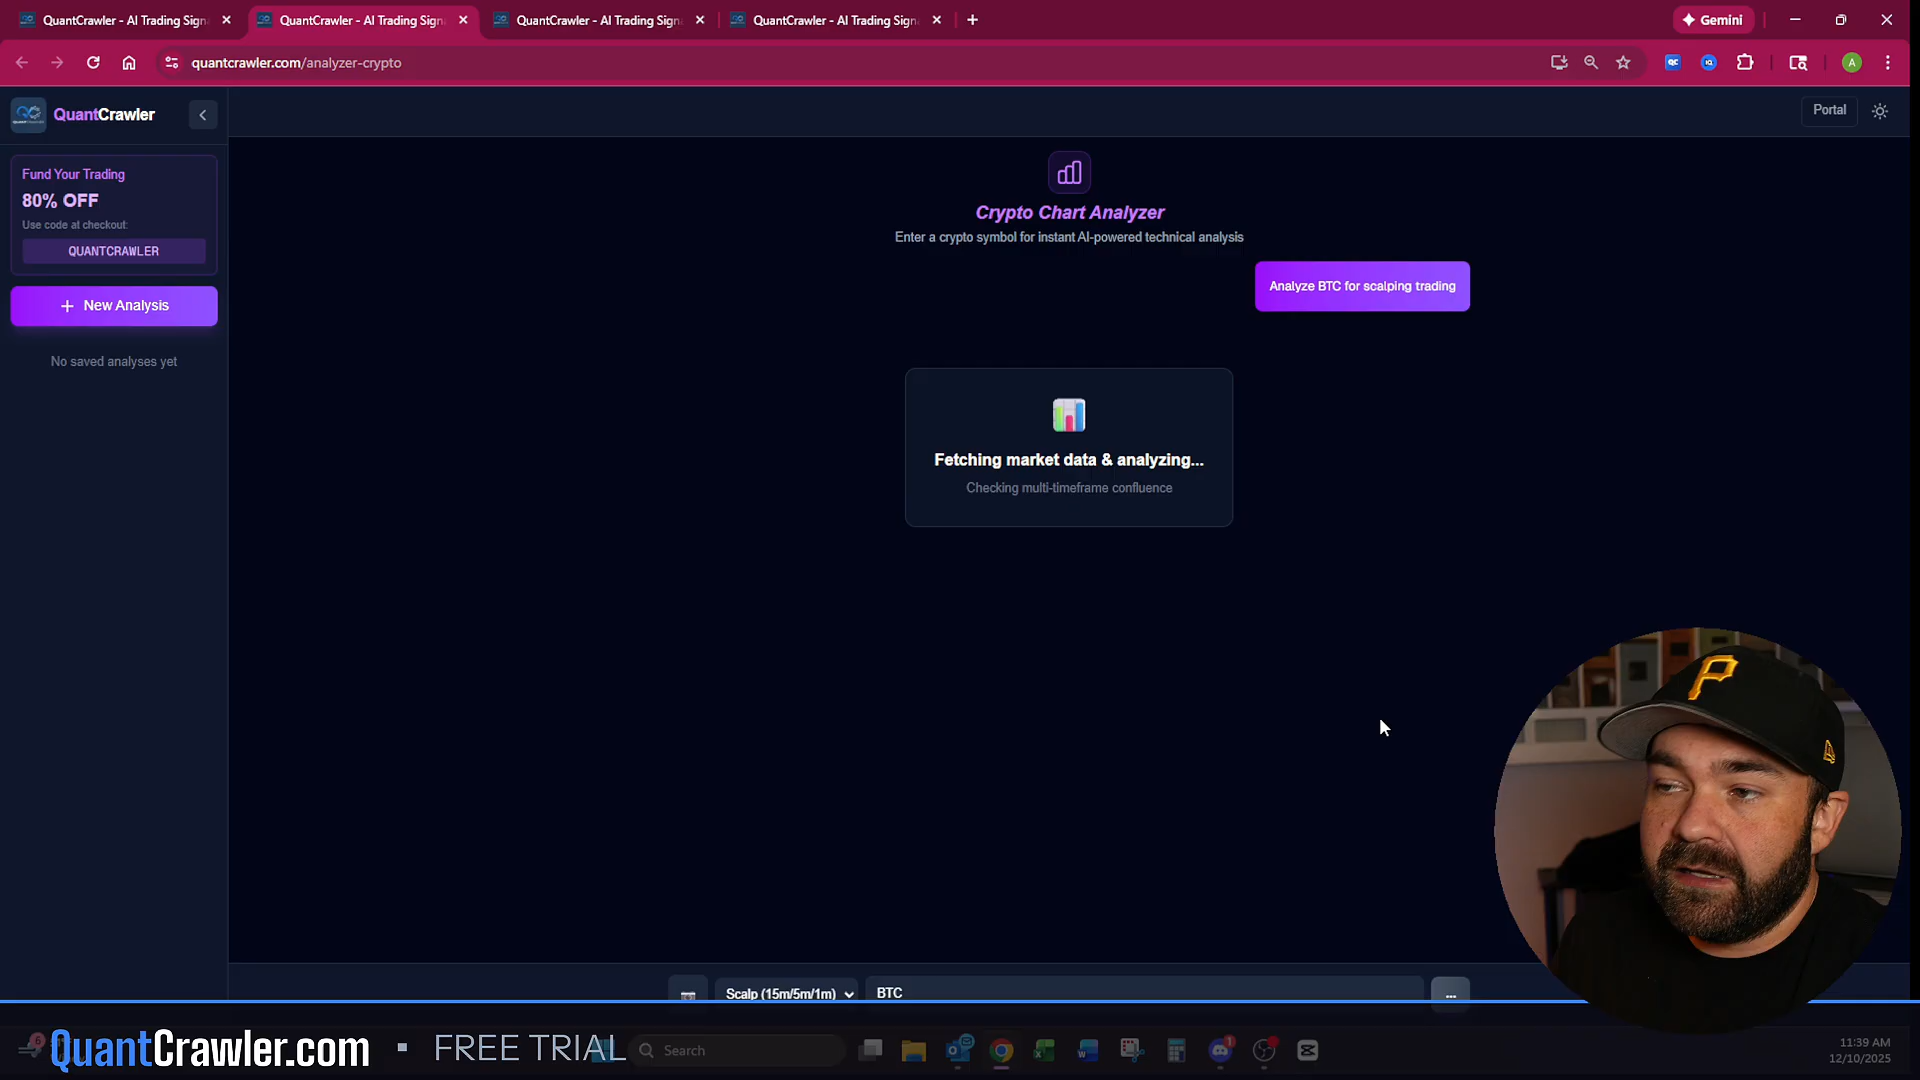 QuantCrawler - AI Trading Sign
QuantCrawler - AI Trading Sign
QuantCrawler - AI Trading Sign
QuantCrawler - AI Trading Sign
Gemini
quantcrawler.com/analyzer-crypto
A
QuantCrawler
Portal
Fund Your Trading
80% OFF
Use code at checkout:
QUANTCRAWLER
+ New Analysis
No saved analyses yet
Crypto Chart Analyzer
Enter a crypto symbol for instant AI-powered technical analysis
Analyze BTC for scalping trading
Fetching market data & analyzing...
Checking multi-timeframe confluence
P
Scalp (15m/5m/1m)
BTC
...
QuantCrawler.com ▪ FREE TRIAL
Search
11:39 AM
12/10/2025